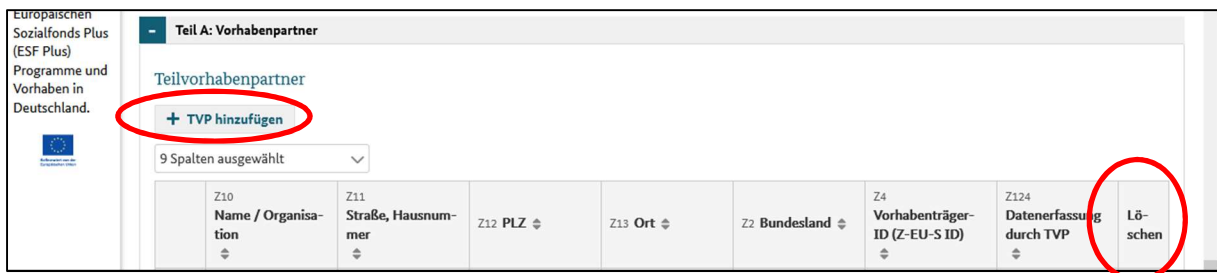 Europäischen
Sozialfonds Plus
(ESF Plus)
Programme und
Vorhaben in
Deutschland.
- Teil A: Vorhabenpartner
Teilvorhabenpartner
+ TVP hinzufügen
9 Spalten ausgewählt
Z10
Name / Organisa-
tion
Z11
Straße, Hausnum-
mer
Z12 PLZ
Z13 Ort
Z2 Bundesland
Z4
Vorhabenträger-
ID (Z-EU-S ID)
Z124
Datenerfassung
durch TVP
Lö-
schen